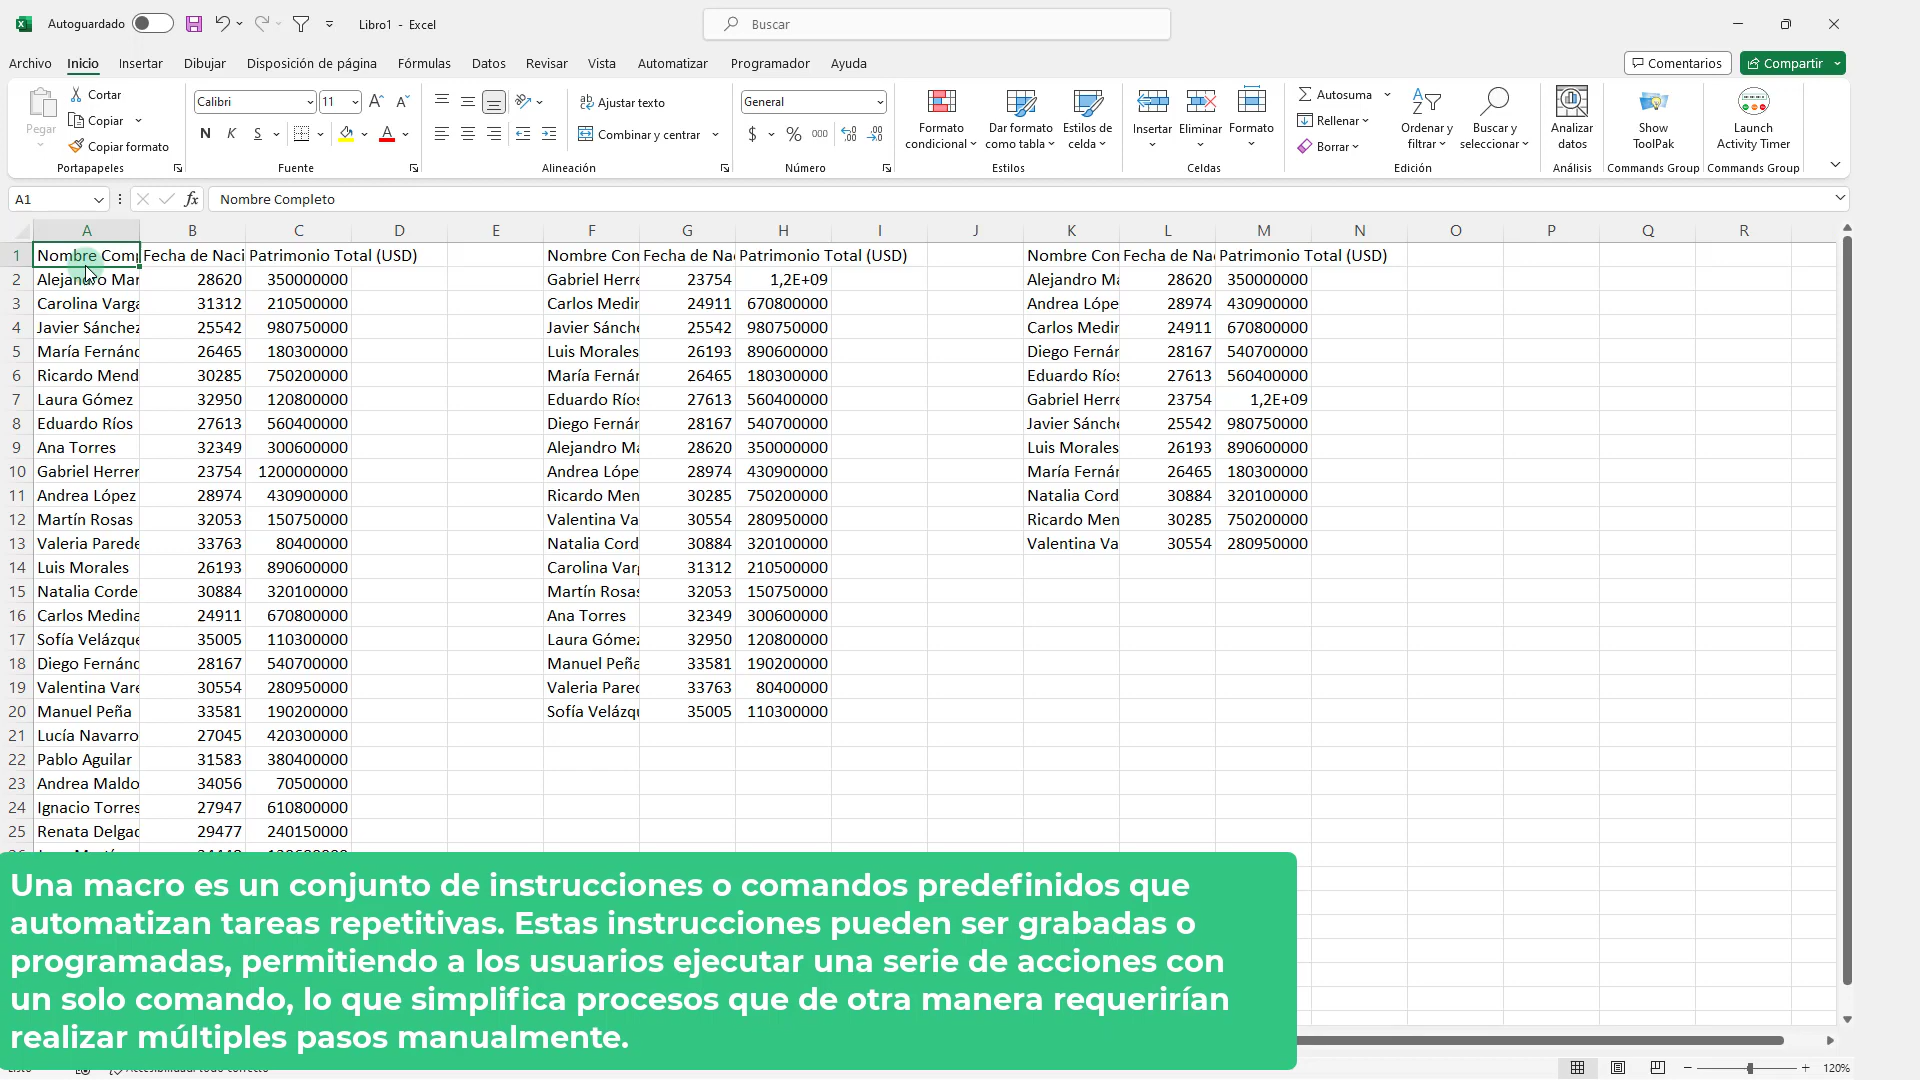 Autoguardado Libro1 - Excel Buscar
Archivo Inicio Insertar Dibujar Disposición de página Fórmulas Datos Revisar Vista Automatizar Programador Ayuda Comentarios Compartir
Pegar Cortar Copiar Copiar formato Portapapeles
Calibri 11 N K S Fuente
Ajustar texto Combinar y centrar Alineación
General $ % 000 Número
Formato condicional Dar formato como tabla Estilos de celda Estilos
Insertar Eliminar Formato Celdas
Autosuma Rellenar Borrar Ordenar y filtrar Buscar y seleccionar Edición
Analizar datos Análisis
Show ToolPak Commands Group
Launch Activity Timer Commands Group
A1 fx Nombre Completo
A B C D E F G H I J K L M N O P Q R
1 Nombre Comp Fecha de Naci Patrimonio Total (USD) Nombre Con Fecha de Na Patrimonio Total (USD) Nombre Con Fecha de Na Patrimonio Total (USD)
2 Alejandro Mar 28620 350000000 Gabriel Herre 23754 1,2E+09 Alejandro Ma 28620 350000000
3 Carolina Varga 31312 210500000 Carlos Medin 24911 670800000 Andrea Lópe 28974 430900000
4 Javier Sánchez 25542 980750000 Javier Sánche 25542 980750000 Carlos Medin 24911 670800000
5 María Fernánd 26465 180300000 Luis Morales 26193 890600000 Diego Fernán 28167 540700000
6 Ricardo Mend 30285 750200000 María Fernán 26465 180300000 Eduardo Ríos 27613 560400000
7 Laura Gómez 32950 120800000 Eduardo Ríos 27613 560400000 Gabriel Herre 23754 1,2E+09
8 Eduardo Ríos 27613 560400000 Diego Fernán 28167 540700000 Javier Sánche 25542 980750000
9 Ana Torres 32349 300600000 Alejandro Ma 28620 350000000 Luis Morales 26193 890600000
10 Gabriel Herrer 23754 1200000000 Andrea Lópe 28974 430900000 María Fernán 26465 180300000
11 Andrea López 28974 430900000 Ricardo Men 30285 750200000 Natalia Cord 30884 320100000
12 Martín Rosas 32053 150750000 Valentina Va 30554 280950000 Ricardo Men 30285 750200000
13 Valeria Parede 33763 80400000 Natalia Cord 30884 320100000 Valentina Va 30554 280950000
14 Luis Morales 26193 890600000 Carolina Varg 31312 210500000
15 Natalia Corde 30884 320100000 Martín Rosas 32053 150750000
16 Carlos Medina 24911 670800000 Ana Torres 32349 300600000
17 Sofía Velázque 35005 110300000 Laura Gómez 32950 120800000
18 Diego Fernánd 28167 540700000 Manuel Peña 33581 190200000
19 Valentina Vare 30554 280950000 Valeria Pared 33763 80400000
20 Manuel Peña 33581 190200000 Sofía Velázqu 35005 110300000
21 Lucía Navarro 27045 420300000
22 Pablo Aguilar 31583 380400000
23 Andrea Maldo 34056 70500000
24 Ignacio Torres 27947 610800000
25 Renata Delgad 29477 240150000
Una macro es un conjunto de instrucciones o comandos predefinidos que
automatizan tareas repetitivas. Estas instrucciones pueden ser grabadas o
programadas, permitiendo a los usuarios ejecutar una serie de acciones con
un solo comando, lo que simplifica procesos que de otra manera requerirían
realizar múltiples pasos manualmente.
120%